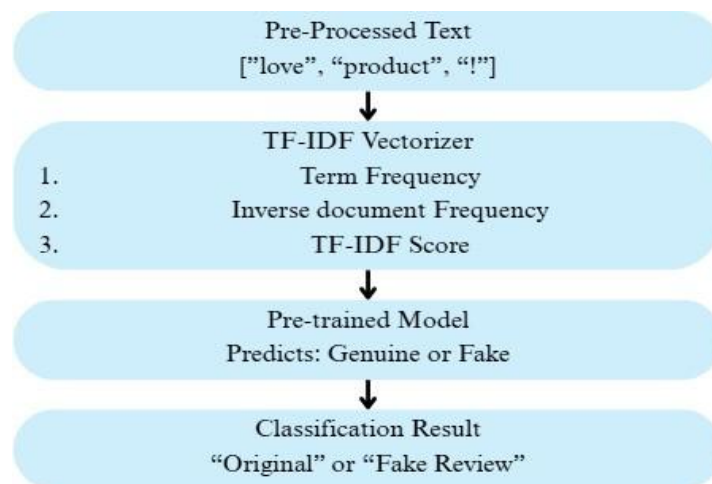 Pre-Processed Text
["love", “product”, “!”]
TF-IDF Vectorizer
1. Term Frequency
2. Inverse document Frequency
3. TF-IDF Score
Pre-trained Model
Predicts: Genuine or Fake
Classification Result
“Original” or “Fake Review”